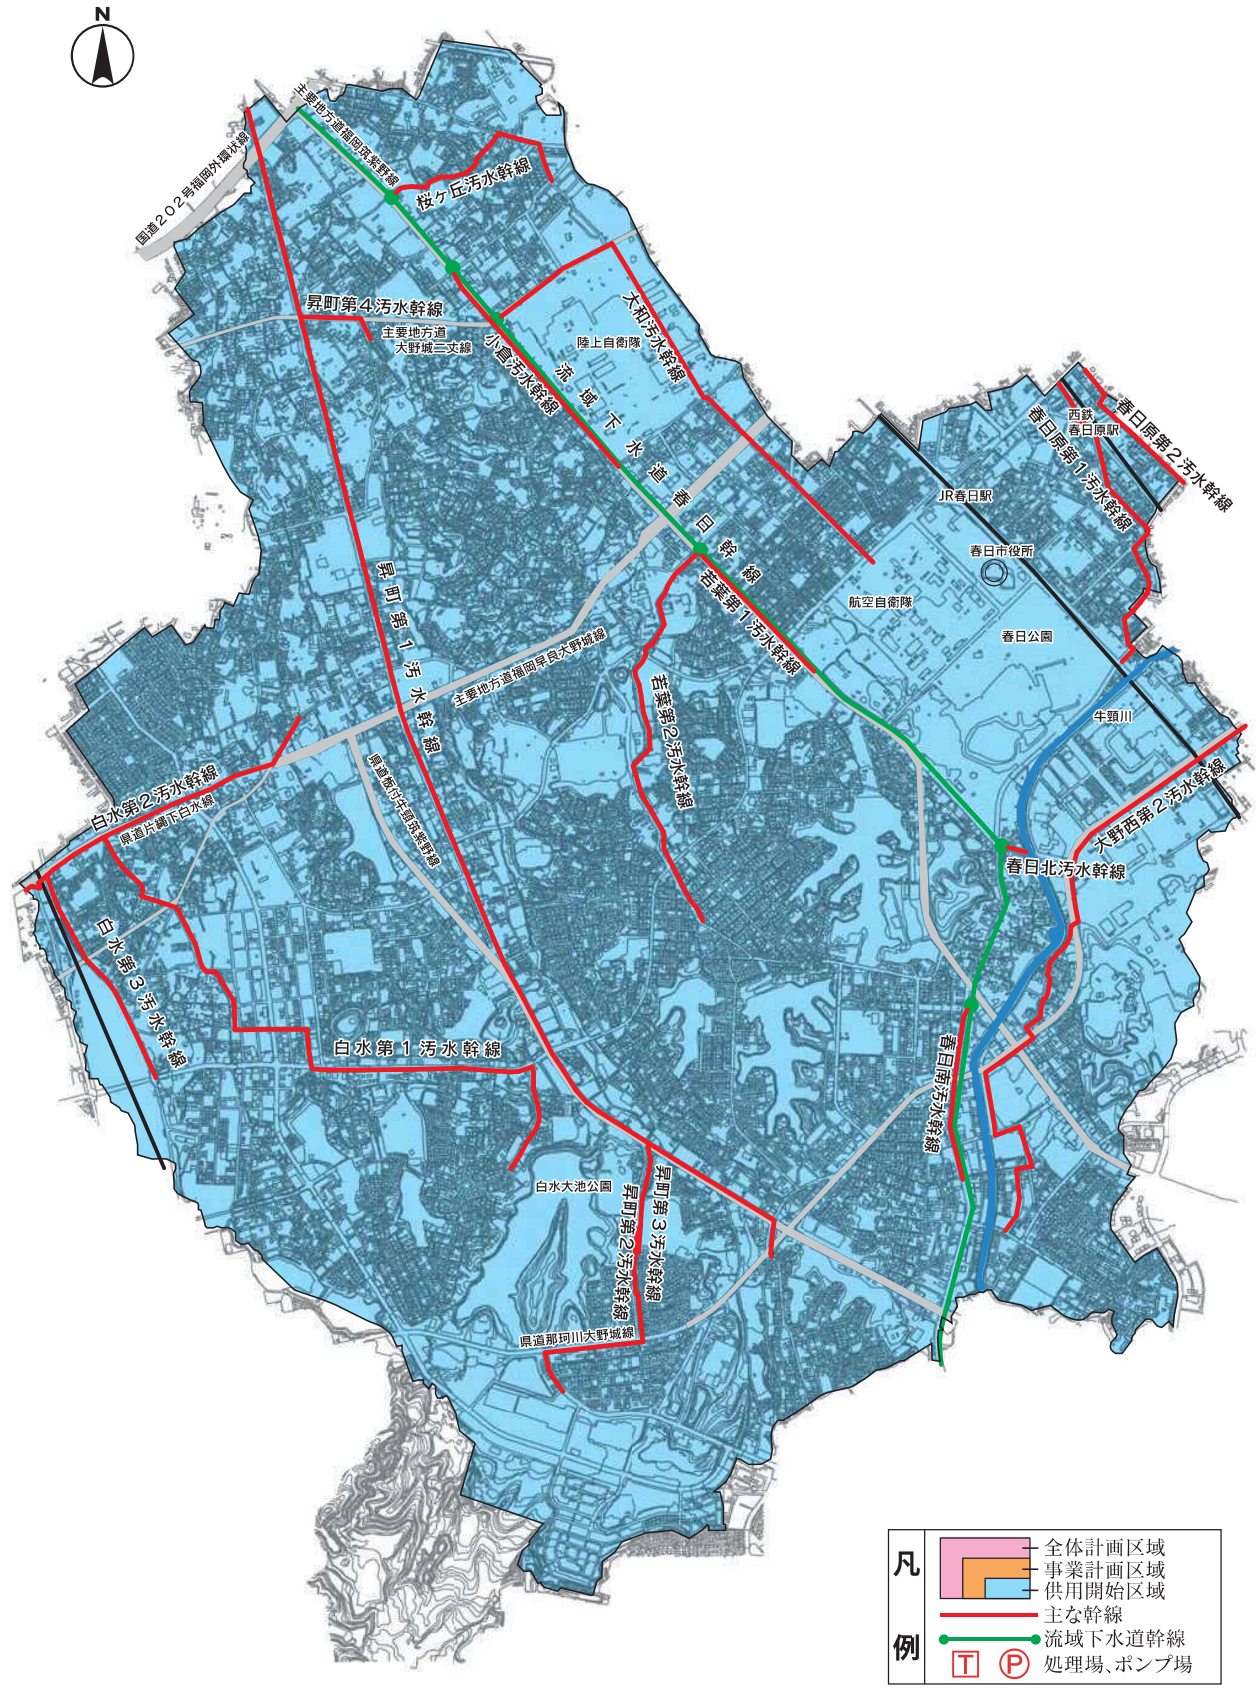 N
主要地方道福岡筑紫野線
国道202号福岡外環状線
桜ヶ丘汚水幹線
昇町第4汚水幹線
主要地方道
大野城二丈線
小倉汚水幹線
大和汚水幹線
陸上自衛隊
流域下水道春日幹線
西鉄
春日原駅
春日原第1汚水幹線
春日原第2汚水幹線
JR春日駅
春日市役所
航空自衛隊
春日公園
昇町第1汚水幹線
若葉第1汚水幹線
主要地方道福岡早良大野城線
若葉第2汚水幹線
牛頸川
白水第2汚水幹線
県道片縄下白水線
県道板付牛頸筑紫野線
大野西第2汚水幹線
春日北汚水幹線
白水第3汚水幹線
白水第1汚水幹線
春日南汚水幹線
白水大池公園
昇町第3汚水幹線
昇町第2汚水幹線
県道那珂川大野城線
凡例
全体計画区域
事業計画区域
供用開始区域
主な幹線
流域下水道幹線
T P 処理場、ポンプ場